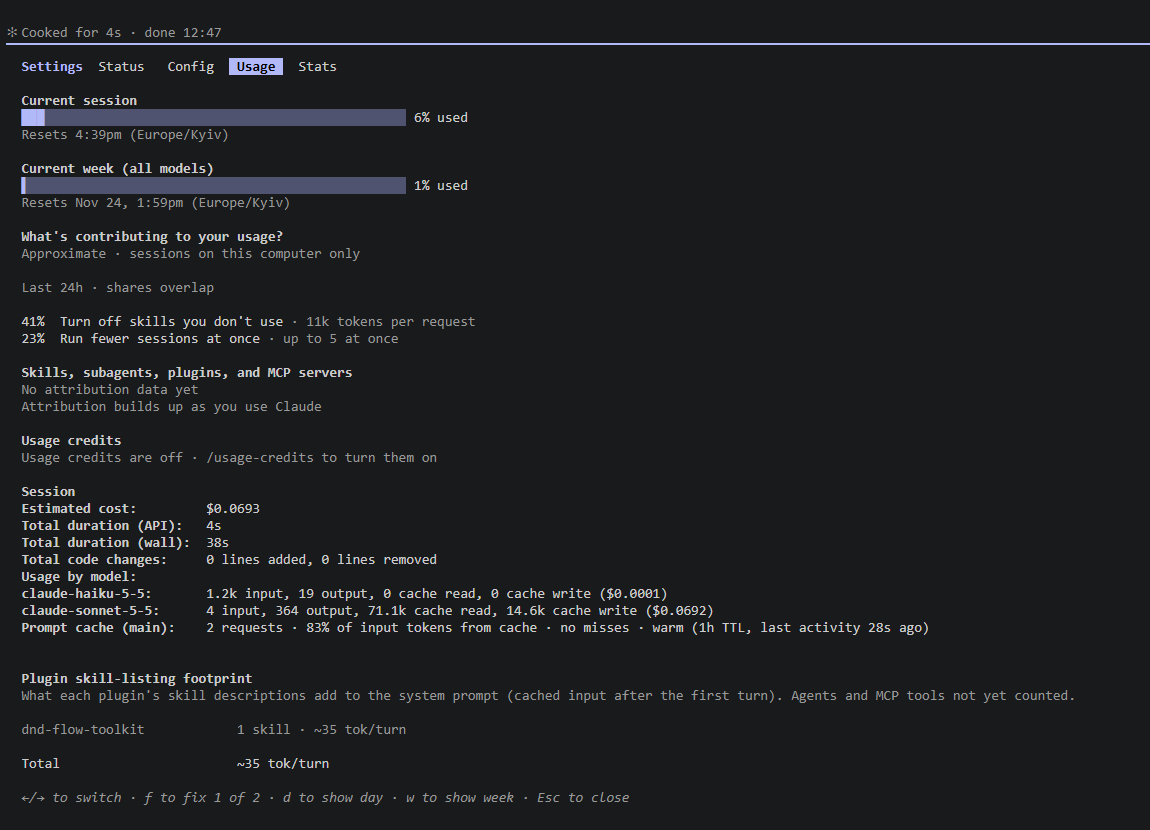 ✻ Cooked for 4s · done 12:47
Settings Status Config Usage Stats
Current session
6% used
Resets 4:39pm (Europe/Kyiv)
Current week (all models)
1% used
Resets Nov 24, 1:59pm (Europe/Kyiv)
What's contributing to your usage?
Approximate · sessions on this computer only
Last 24h · shares overlap
41% Turn off skills you don't use · 11k tokens per request
23% Run fewer sessions at once · up to 5 at once
Skills, subagents, plugins, and MCP servers
No attribution data yet
Attribution builds up as you use Claude
Usage credits
Usage credits are off · /usage-credits to turn them on
Session
Estimated cost: $0.0693
Total duration (API): 4s
Total duration (wall): 38s
Total code changes: 0 lines added, 0 lines removed
Usage by model:
claude-haiku-5-5: 1.2k input, 19 output, 0 cache read, 0 cache write ($0.0001)
claude-sonnet-5-5: 4 input, 364 output, 71.1k cache read, 14.6k cache write ($0.0692)
Prompt cache (main): 2 requests · 83% of input tokens from cache · no misses · warm (1h TTL, last activity 28s ago)
Plugin skill-listing footprint
What each plugin's skill descriptions add to the system prompt (cached input after the first turn). Agents and MCP tools not yet counted.
dnd-flow-toolkit 1 skill · ~35 tok/turn
Total ~35 tok/turn
←/→ to switch · f to fix 1 of 2 · d to show day · w to show week · Esc to close